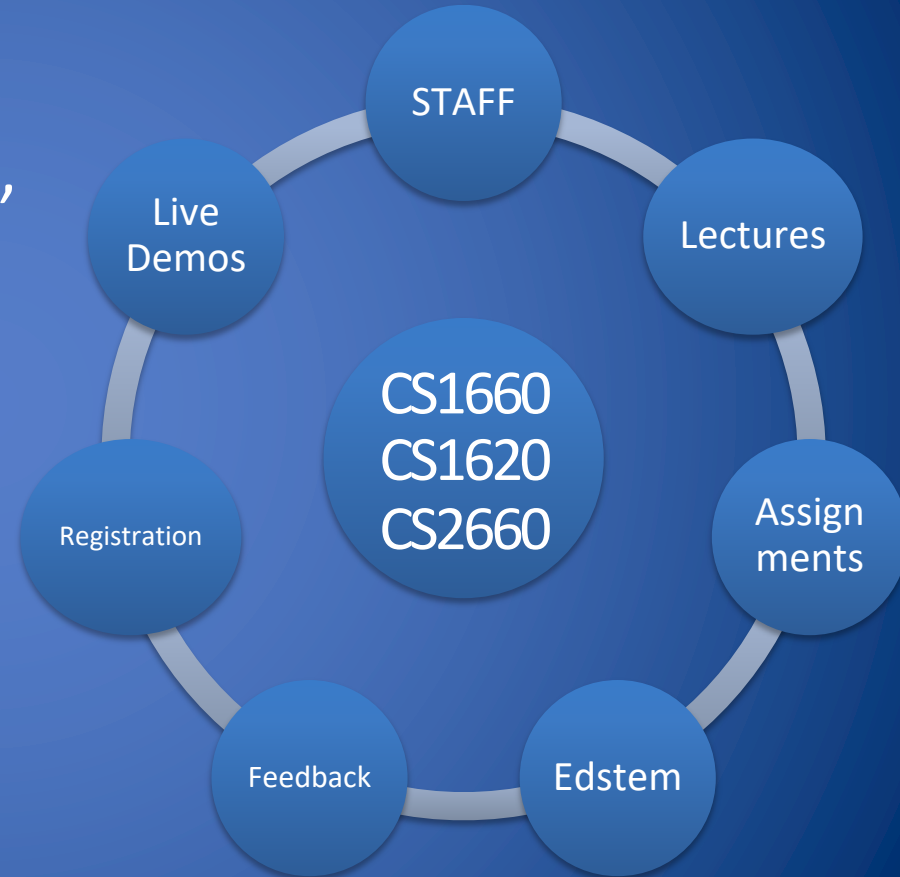 STAFF
,
Live
Demos
Lectures
CS1660
CS1620
CS2660
Registration
Assign
ments
Feedback
Edstem